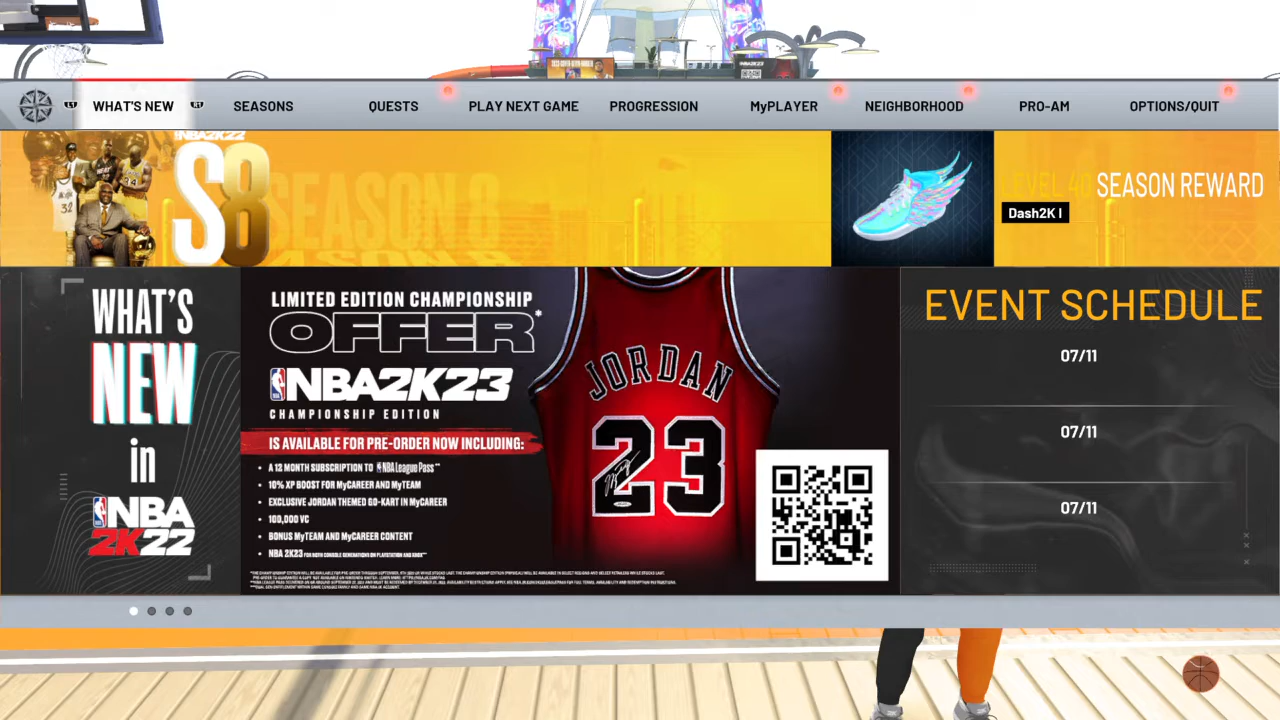 L1 WHAT'S NEW R1 SEASONS QUESTS PLAY NEXT GAME PROGRESSION MyPLAYER NEIGHBORHOOD PRO-AM OPTIONS/QUIT
NBA2K22
S8
SEASON 8
LEVEL 40 SEASON REWARD
Dash2K I
32
HEAT
WHAT'S
NEW
in
NBA
2K22
LIMITED EDITION CHAMPIONSHIP
OFFER*
NBA2K23
CHAMPIONSHIP EDITION
IS AVAILABLE FOR PRE-ORDER NOW INCLUDING:
• A 12 MONTH SUBSCRIPTION TO NBA League Pass**
• 10% XP BOOST FOR MyCAREER AND MyTEAM
• EXCLUSIVE JORDAN THEMED GO-KART IN MyCAREER
• 100,000 VC
• BONUS MyTEAM AND MyCAREER CONTENT
• NBA 2K23 FOR BOTH CONSOLE GENERATIONS ON PLAYSTATION AND XBOX***
JORDAN
23
EVENT SCHEDULE
07/11
07/11
07/11